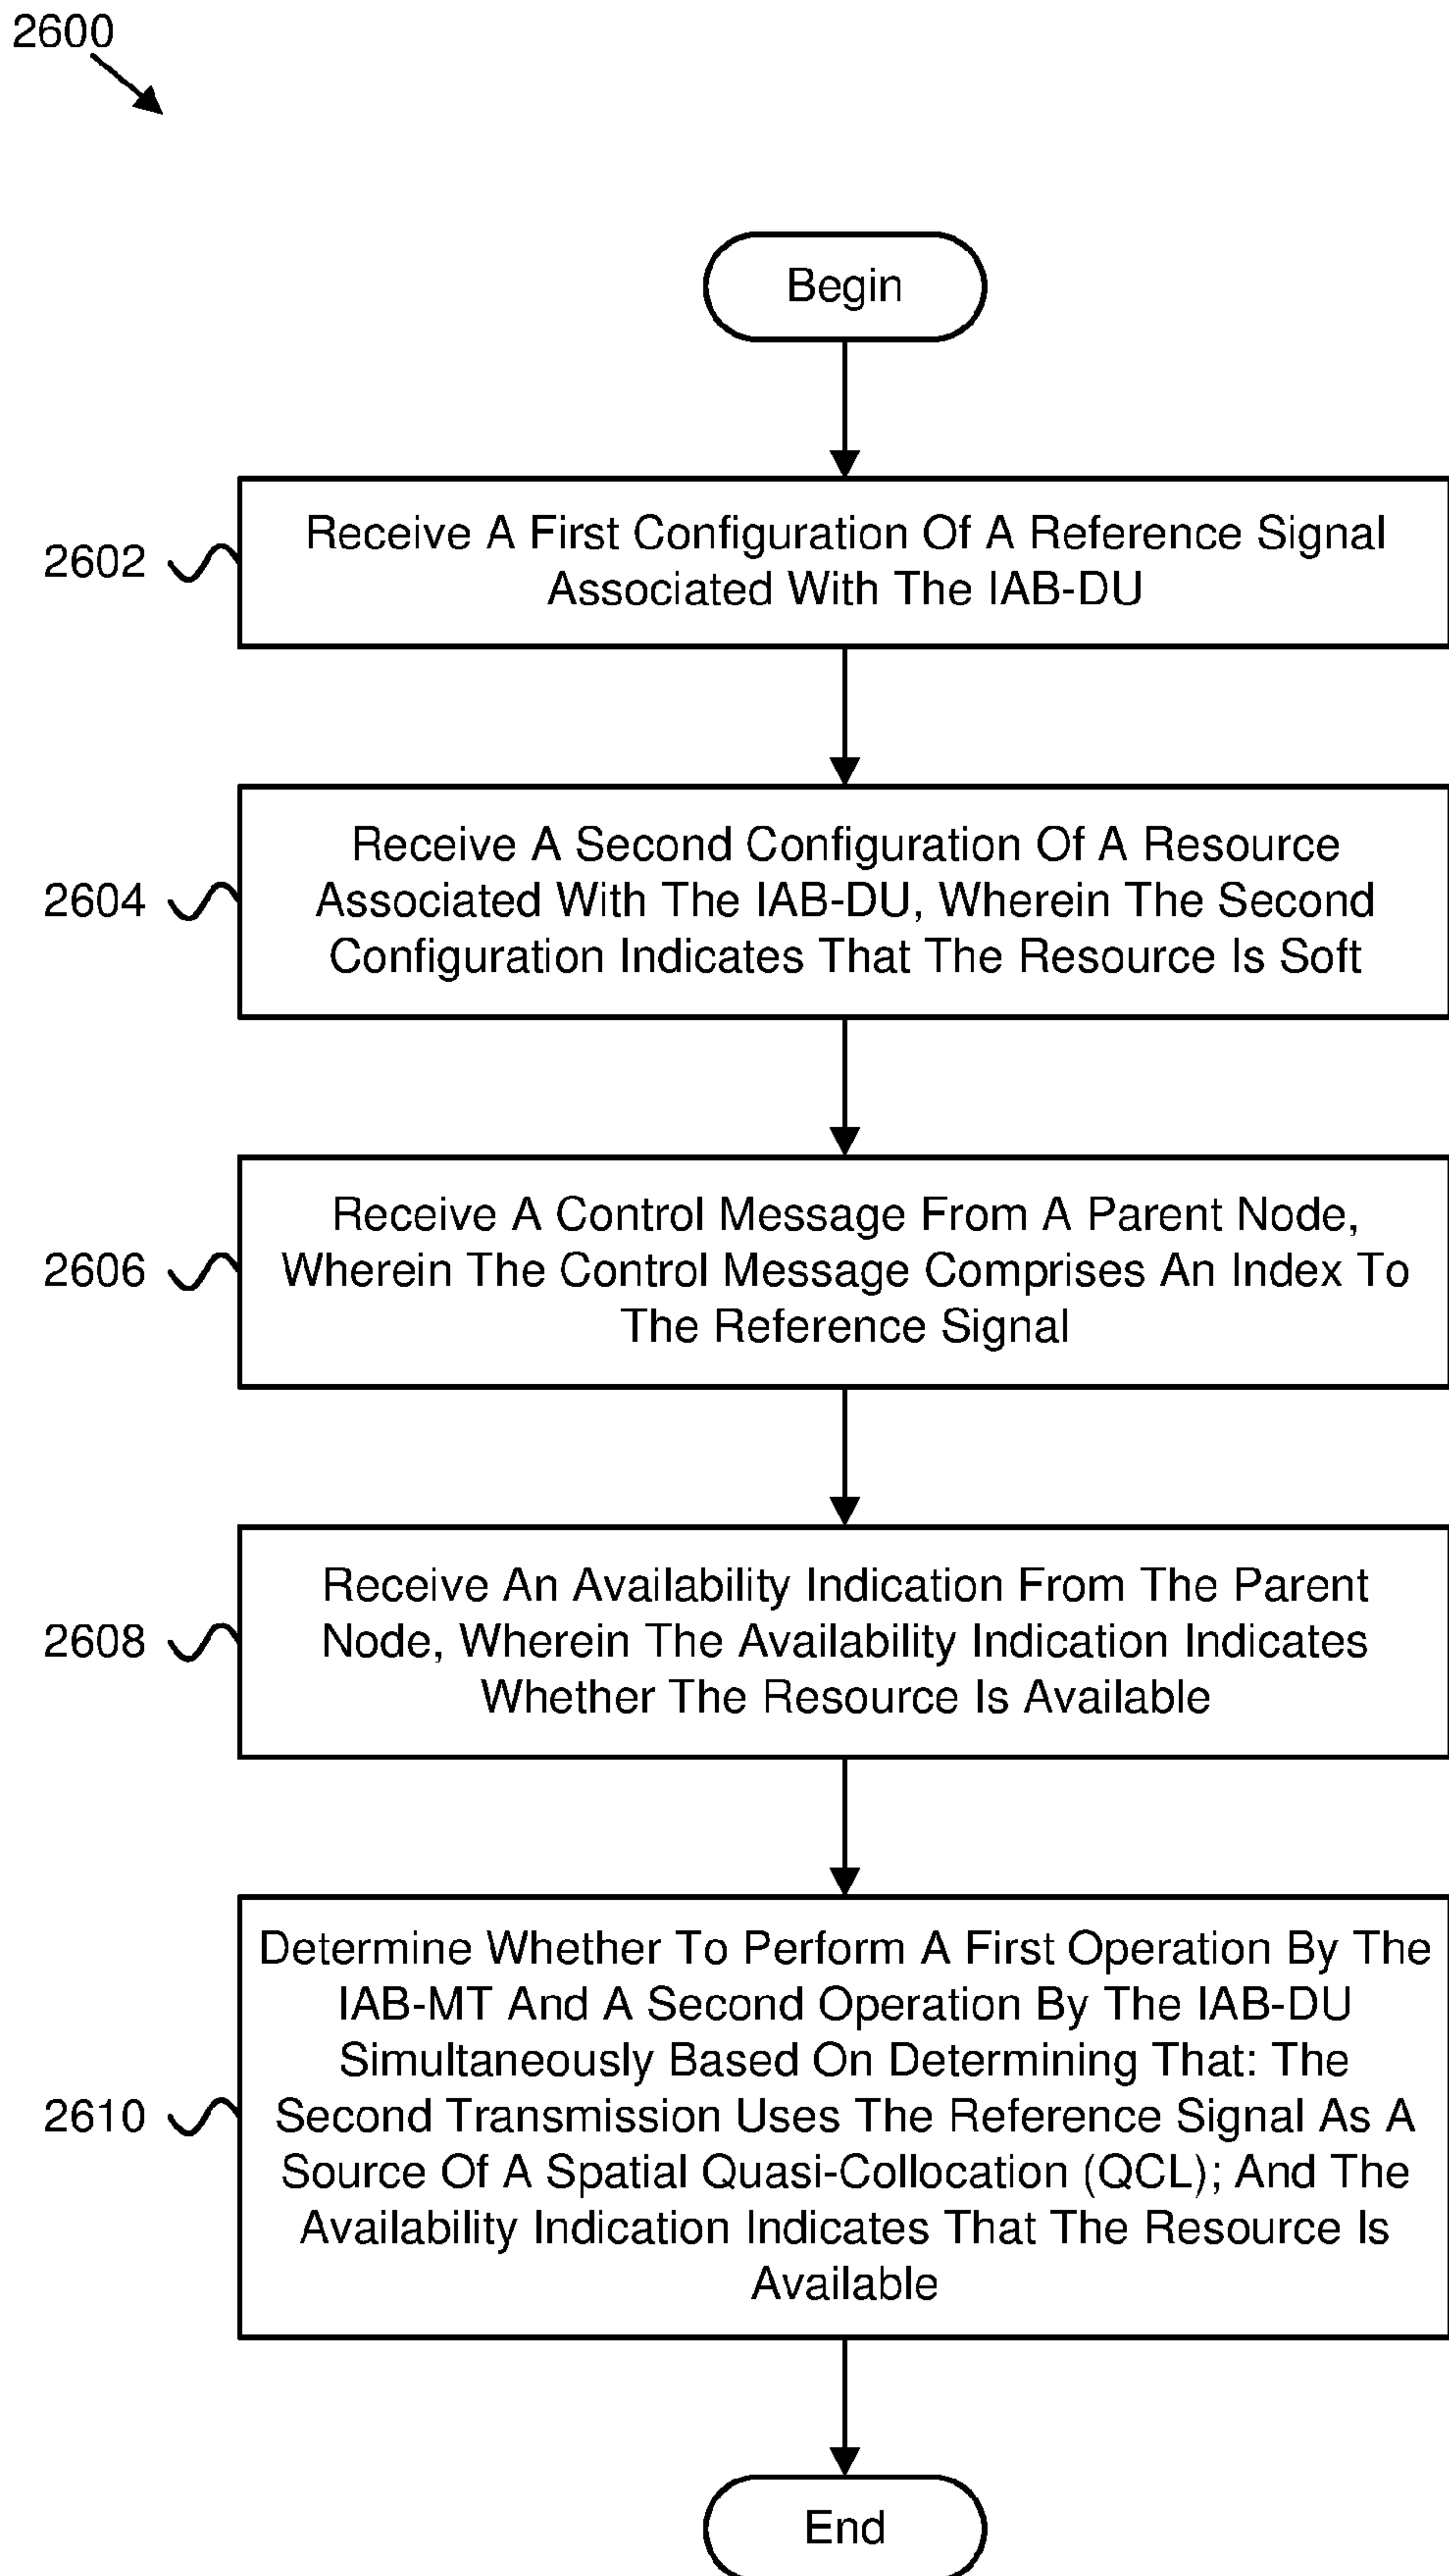 2600
Begin
2602
Receive A First Configuration Of A Reference Signal
Associated With The IAB-DU
2604
Receive A Second Configuration Of A Resource
Associated With The IAB-DU, Wherein The Second
Configuration Indicates That The Resource Is Soft
2606
Receive A Control Message From A Parent Node,
Wherein The Control Message Comprises An Index To
The Reference Signal
2608
Receive An Availability Indication From The Parent
Node, Wherein The Availability Indication Indicates
Whether The Resource Is Available
2610
Determine Whether To Perform A First Operation By The
IAB-MT And A Second Operation By The IAB-DU
Simultaneously Based On Determining That: The
Second Transmission Uses The Reference Signal As A
Source Of A Spatial Quasi-Collocation (QCL); And The
Availability Indication Indicates That The Resource Is
Available
End